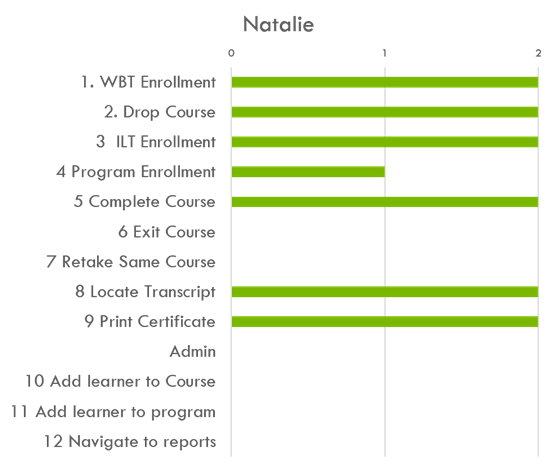 Natalie
0 1 2
1. WBT Enrollment
2. Drop Course
3 ILT Enrollment
4 Program Enrollment
5 Complete Course
6 Exit Course
7 Retake Same Course
8 Locate Transcript
9 Print Certificate
Admin
10 Add learner to Course
11 Add learner to program
12 Navigate to reports